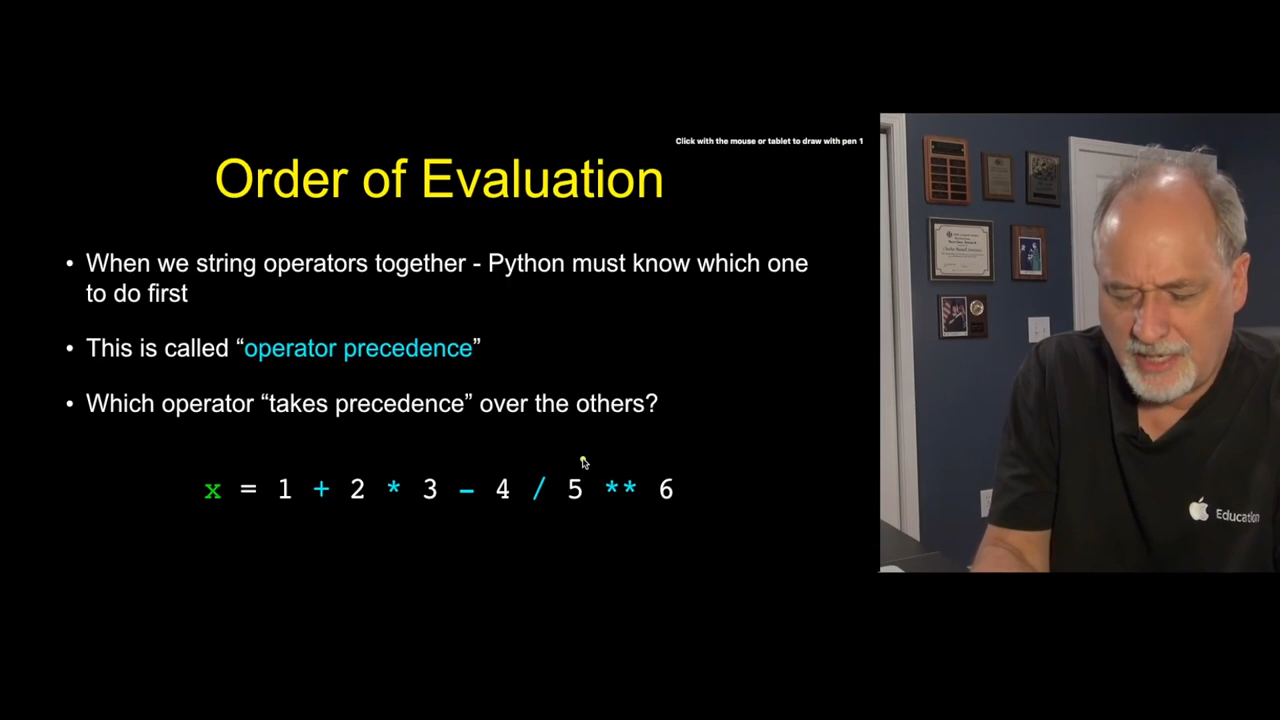 Click with the mouse or tablet to draw with pen 1
Order of Evaluation
• When we string operators together - Python must know which one
to do first
• This is called “operator precedence”
• Which operator “takes precedence” over the others?
x = 1 + 2 * 3 - 4 / 5 ** 6
Education